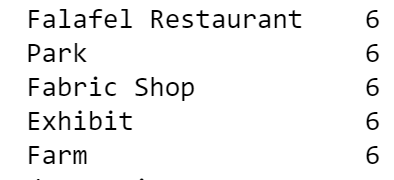 Falafel Restaurant 6
Park 6
Fabric Shop 6
Exhibit 6
Farm 6